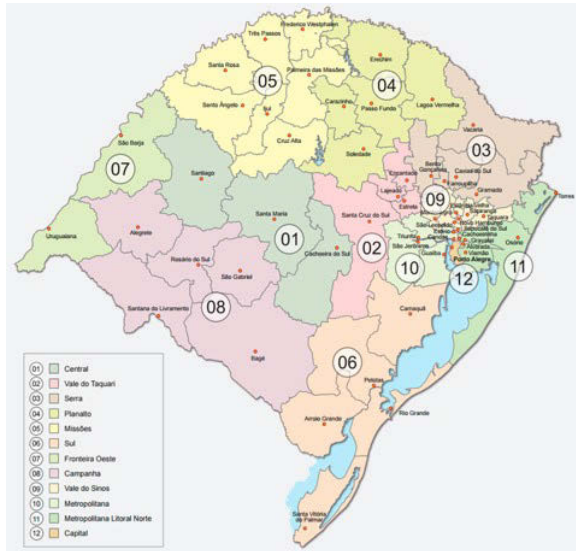 Frederico Westphalen
Três Passos
Santa Rosa
Palmeira das Missões
05
Erechim
04
Santo Ângelo
Ijuí
Carazinho
Passo Fundo
Lagoa Vermelha
Cruz Alta
Soledade
Vacaria
03
São Borja
07
Santiago
Bento
Gonçalves
Caxias do Sul
Farroupilha
Gramado
Encantado
Lajeado
Estrela
09
Torres
Uruguaiana
Alegrete
Santa Maria
01
Santa Cruz do Sul
02
Taquara
Sapiranga
Novo Hamburgo
São Leopoldo
Sapucaia do Sul
Cachoeirinha
Gravataí
Triunfo
Alvorada
Viamão
São Jerônimo
Guaíba
Porto Alegre
Osório
Rosário do Sul
São Gabriel
Cachoeira do Sul
10
12
11
Santana do Livramento
08
Camaquã
Bagé
06
Pelotas
Rio Grande
Arroio Grande
Santa Vitória
do Palmar
01 Central
02 Vale do Taquari
03 Serra
04 Planalto
05 Missões
06 Sul
07 Fronteira Oeste
08 Campanha
09 Vale do Sinos
10 Metropolitana
11 Metropolitana Litoral Norte
12 Capital